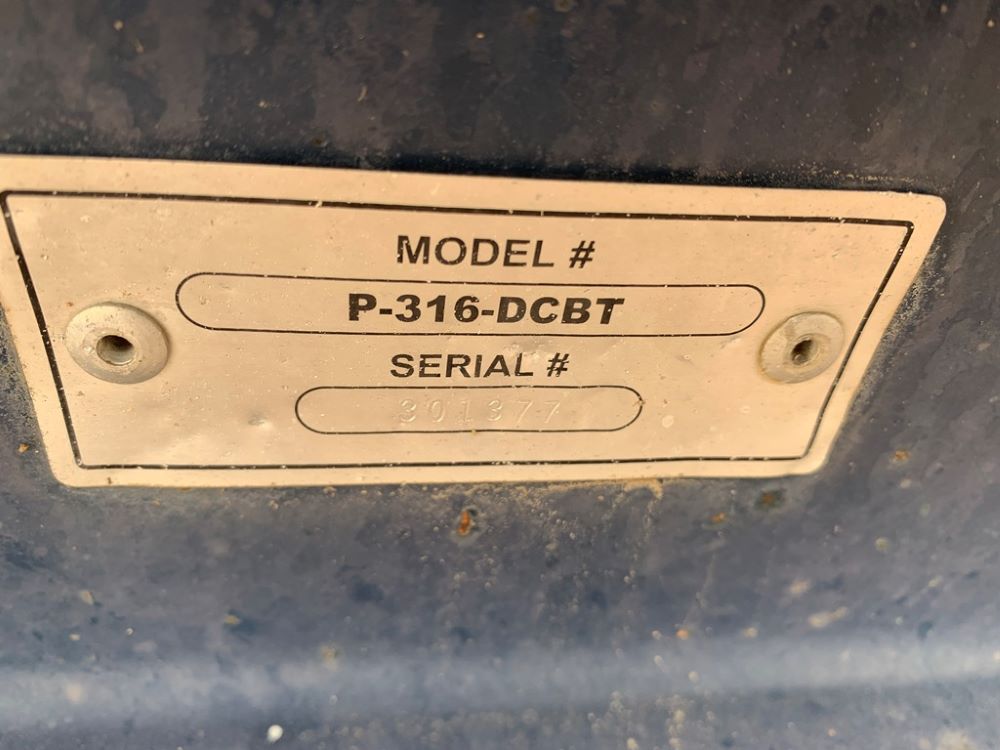 MODEL #
P-316-DCBT
SERIAL #
301377